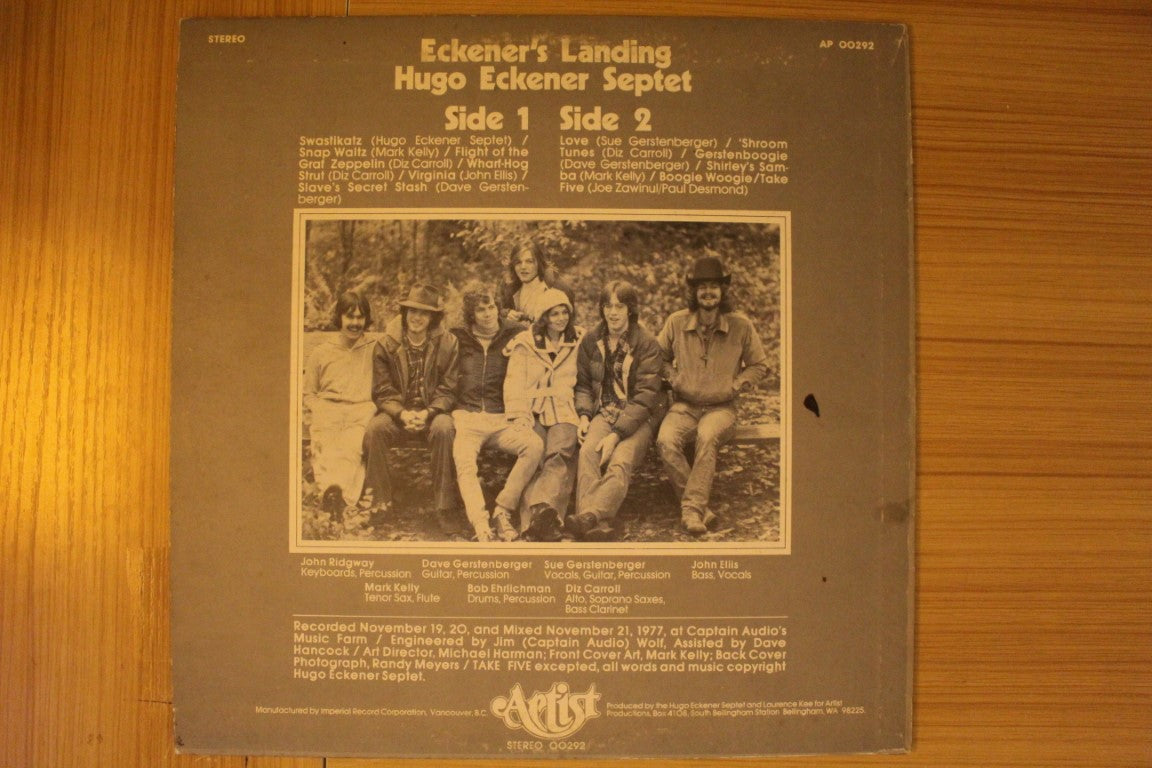 STEREO
AP 00292
Eckener's Landing
Hugo Eckener Septet
Side 1
Swastikatz (Hugo Eckener Septet) /
Snap Waltz (Mark Kelly) / Flight of the
Graf Zeppelin (Diz Carroll) / Wharf-Hog
Strut (Diz Carroll) / Virginia (John Ellis) /
Slave's Secret Stash (Dave Gersten-
berger)
Side 2
Love (Sue Gerstenberger) / 'Shroom
Tunes (Diz Carroll) / Gerstenboogie
(Dave Gerstenberger) / Shirley's Sam-
ba (Mark Kelly) / Boogie Woogie/Take
Five (Joe Zawinul/Paul Desmond)
John Ridgway
Keyboards, Percussion
Dave Gerstenberger
Guitar, Percussion
Sue Gerstenberger
Vocals, Guitar, Percussion
John Ellis
Bass, Vocals
Mark Kelly
Tenor Sax, Flute
Bob Ehrlichman
Drums, Percussion
Diz Carroll
Alto, Soprano Saxes,
Bass Clarinet
Recorded November 19, 20, and Mixed November 21, 1977, at Captain Audio's
Music Farm / Engineered by Jim (Captain Audio) Wolf, Assisted by Dave
Hancock / Art Director, Michael Harman; Front Cover Art, Mark Kelly; Back Cover
Photograph, Randy Meyers / TAKE FIVE excepted, all words and music copyright
Hugo Eckener Septet.
Manufactured by Imperial Record Corporation, Vancouver, B.C.
Artist
STEREO 00292
Produced by the Hugo Eckener Septet and Laurence Kee for Artist
Productions, Box 4108, South Bellingham Station Bellingham, WA 98225.